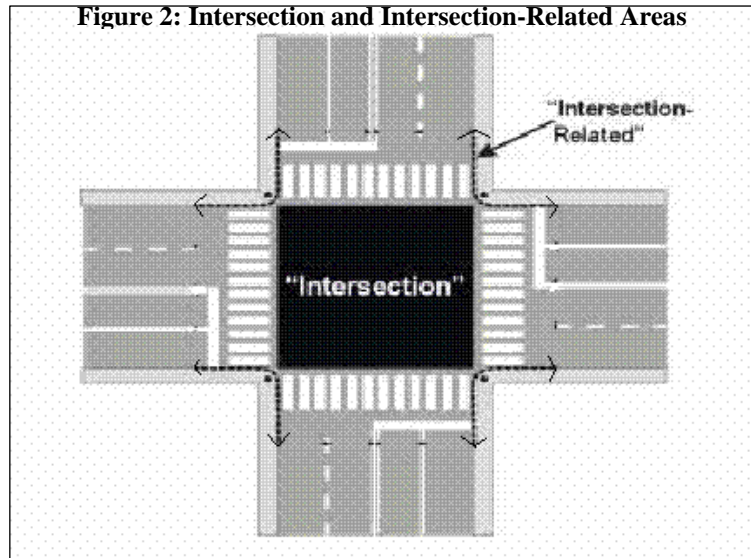 Figure 2: Intersection and Intersection-Related Areas
"Intersection-
Related"
"Intersection"